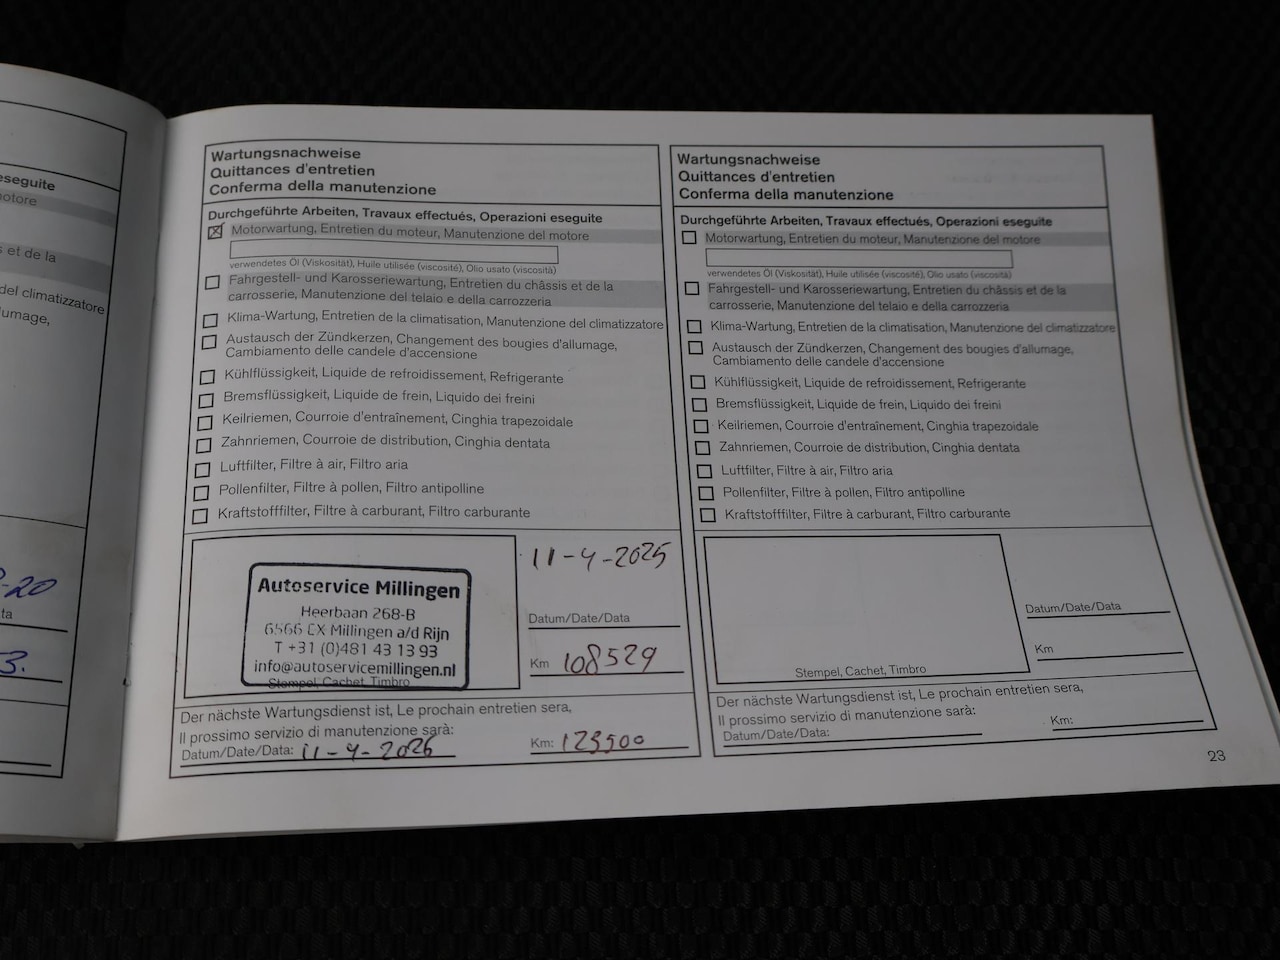 eseguite
motore
s et de la
del climatizzatore
lumage,
-20
ta
3.
Wartungsnachweise
Quittances d'entretien
Conferma della manutenzione
Durchgeführte Arbeiten, Travaux effectués, Operazioni eseguite
Motorwartung, Entretien du moteur, Manutenzione del motore
verwendetes Öl (Viskosität), Huile utilisée (viscosité), Olio usato (viscosità)
Fahrgestell- und Karosseriewartung, Entretien du châssis et de la
carrosserie, Manutenzione del telaio e della carrozzeria
Klima-Wartung, Entretien de la climatisation, Manutenzione del climatizzatore
Austausch der Zündkerzen, Changement des bougies d'allumage,
Cambiamento delle candele d'accensione
Kühlflüssigkeit, Liquide de refroidissement, Refrigerante
Bremsflüssigkeit, Liquide de frein, Liquido dei freini
Keilriemen, Courroie d'entraînement, Cinghia trapezoidale
Zahnriemen, Courroie de distribution, Cinghia dentata
Luftfilter, Filtre à air, Filtro aria
Pollenfilter, Filtre à pollen, Filtro antipolline
Kraftstofffilter, Filtre à carburant, Filtro carburante
Autoservice Millingen
Heerbaan 268-B
6566 CX Millingen a/d Rijn
T +31 (0)481 43 13 93
info@autoservicemillingen.nl
Stempel, Cachet, Timbro
11-4-2025
Datum/Date/Data
Km 108529
Der nächste Wartungsdienst ist, Le prochain entretien sera,
Il prossimo servizio di manutenzione sarà:
Datum/Date/Data: 11-4-2026
Km: 123500
Wartungsnachweise
Quittances d'entretien
Conferma della manutenzione
Durchgeführte Arbeiten, Travaux effectués, Operazioni eseguite
Motorwartung, Entretien du moteur, Manutenzione del motore
verwendetes Öl (Viskosität), Huile utilisée (viscosité), Olio usato (viscosità)
Fahrgestell- und Karosseriewartung, Entretien du châssis et de la
carrosserie, Manutenzione del telaio e della carrozzeria
Klima-Wartung, Entretien de la climatisation, Manutenzione del climatizzatore
Austausch der Zündkerzen, Changement des bougies d'allumage,
Cambiamento delle candele d'accensione
Kühlflüssigkeit, Liquide de refroidissement, Refrigerante
Bremsflüssigkeit, Liquide de frein, Liquido dei freini
Keilriemen, Courroie d'entraînement, Cinghia trapezoidale
Zahnriemen, Courroie de distribution, Cinghia dentata
Luftfilter, Filtre à air, Filtro aria
Pollenfilter, Filtre à pollen, Filtro antipolline
Kraftstofffilter, Filtre à carburant, Filtro carburante
Stempel, Cachet, Timbro
Datum/Date/Data
Km
Der nächste Wartungsdienst ist, Le prochain entretien sera,
Il prossimo servizio di manutenzione sarà:
Datum/Date/Data:
Km:
23